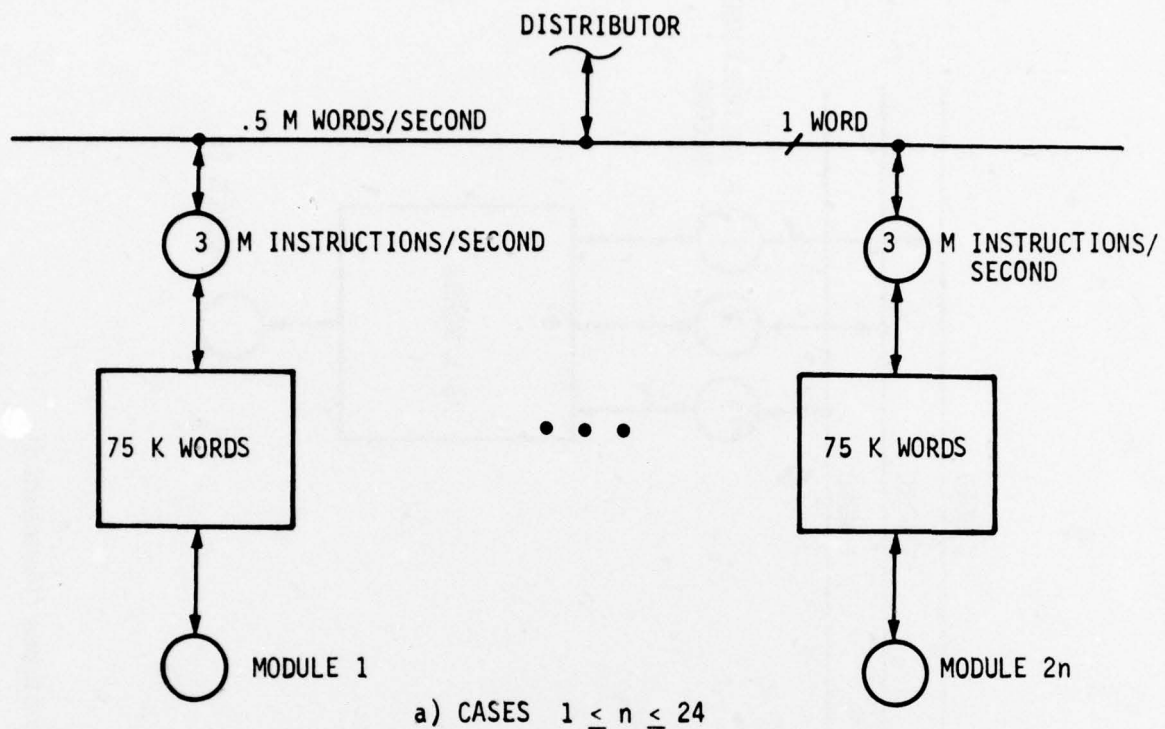 DISTRIBUTOR
.5 M WORDS/SECOND
1 WORD
3 M INSTRUCTIONS/SECOND
3 M INSTRUCTIONS/
SECOND
75 K WORDS
75 K WORDS
MODULE 1
MODULE 2n
a) CASES 1 ≤ n ≤ 24